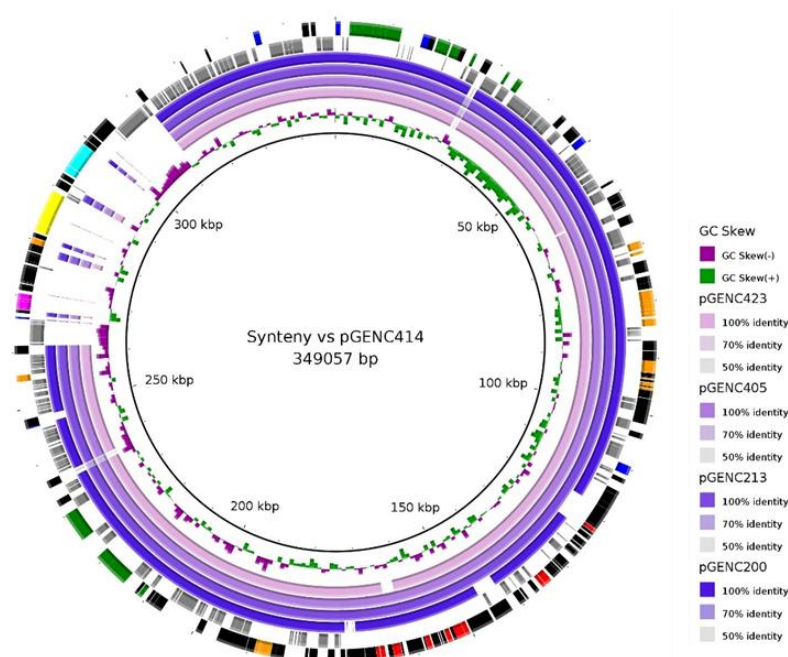 300 kbp
50 kbp
Synteny vs pGENC414
349057 bp
250 kbp
100 kbp
200 kbp
150 kbp
GC Skew
GC Skew(-)
GC Skew(+)
pGENC423
100% identity
70% identity
50% identity
pGENC405
100% identity
70% identity
50% identity
pGENC213
100% identity
70% identity
50% identity
pGENC200
100% identity
70% identity
50% identity